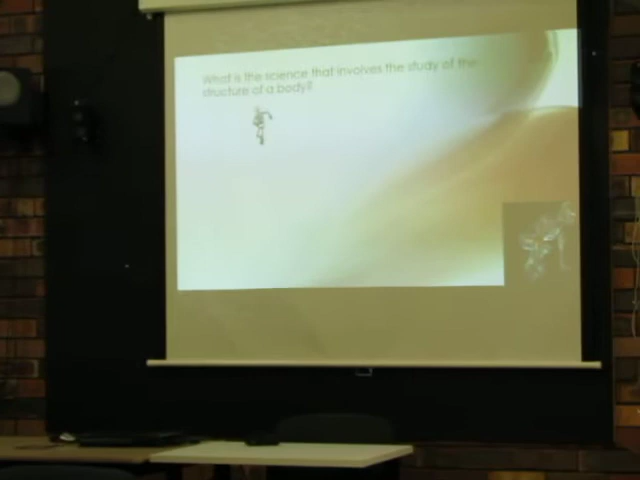 What is the science that involves the study of the
structure of a body?